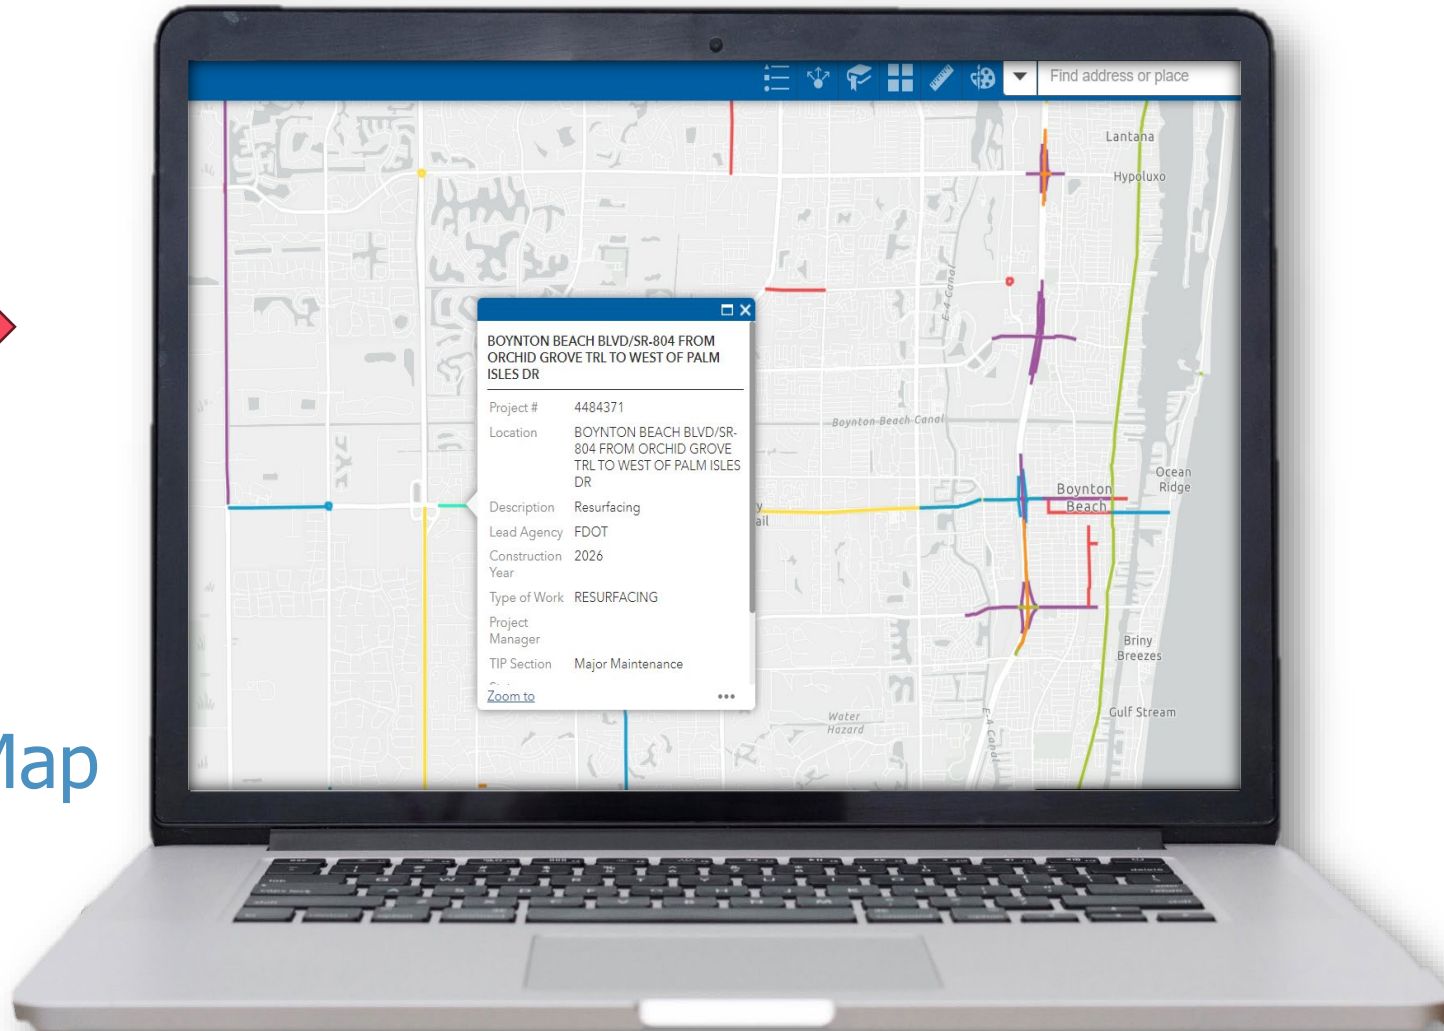 Find address or place
Lantana
Hypoluxo
E-4 Canal
BOYNTON BEACH BLVD/SR-804 FROM
ORCHID GROVE TRL TO WEST OF PALM
ISLES DR
Project # 4484371
Location BOYNTON BEACH BLVD/SR-
804 FROM ORCHID GROVE
TRL TO WEST OF PALM ISLES
DR
Description Resurfacing
Lead Agency FDOT
Construction 2026
Year
Type of Work RESURFACING
Project
Manager
TIP Section Major Maintenance
Zoom to
Boynton Beach Canal
Ocean
Ridge
Boynton
Beach
Briny
Breezes
Gulf Stream
Water
Hazard
E-4 Canal
Map